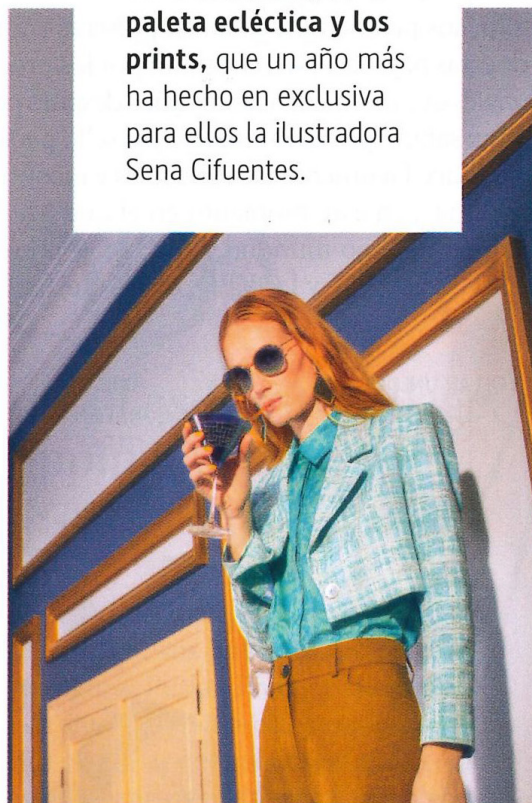 paleta ecléctica y los
prints, que un año más
ha hecho en exclusiva
para ellos la ilustradora
Sena Cifuentes.